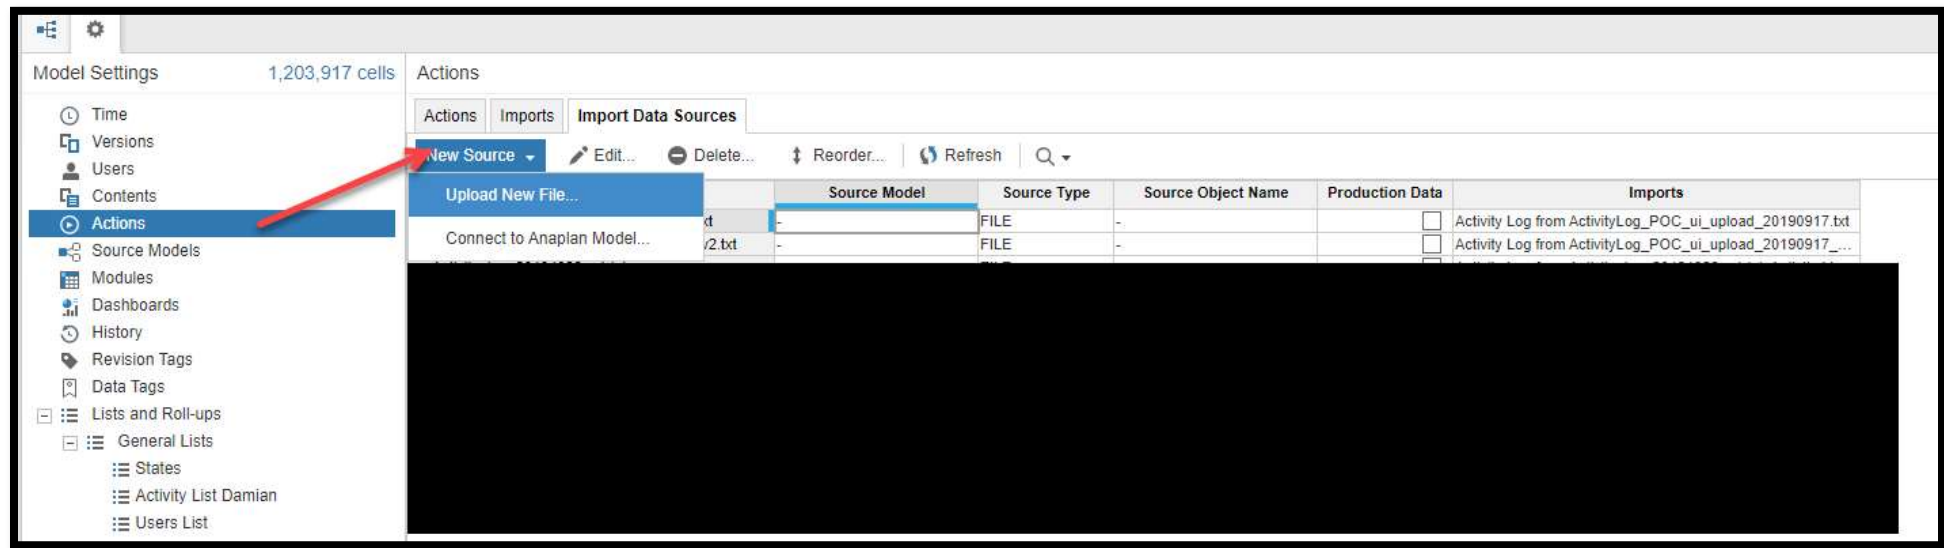 Model Settings 1,203,917 cells
Time
Versions
Users
Contents
Actions
Source Models
Modules
Dashboards
History
Revision Tags
Data Tags
Lists and Roll-ups
General Lists
States
Activity List Damian
Users List
Actions
Actions Imports Import Data Sources
New Source Edit... Delete... Reorder... Refresh
Upload New File...
Connect to Anaplan Model...
Source Model Source Type Source Object Name Production Data Imports
- FILE - Activity Log from ActivityLog_POC_ui_upload_20190917.txt
v2.txt - FILE - Activity Log from ActivityLog_POC_ui_upload_20190917_...